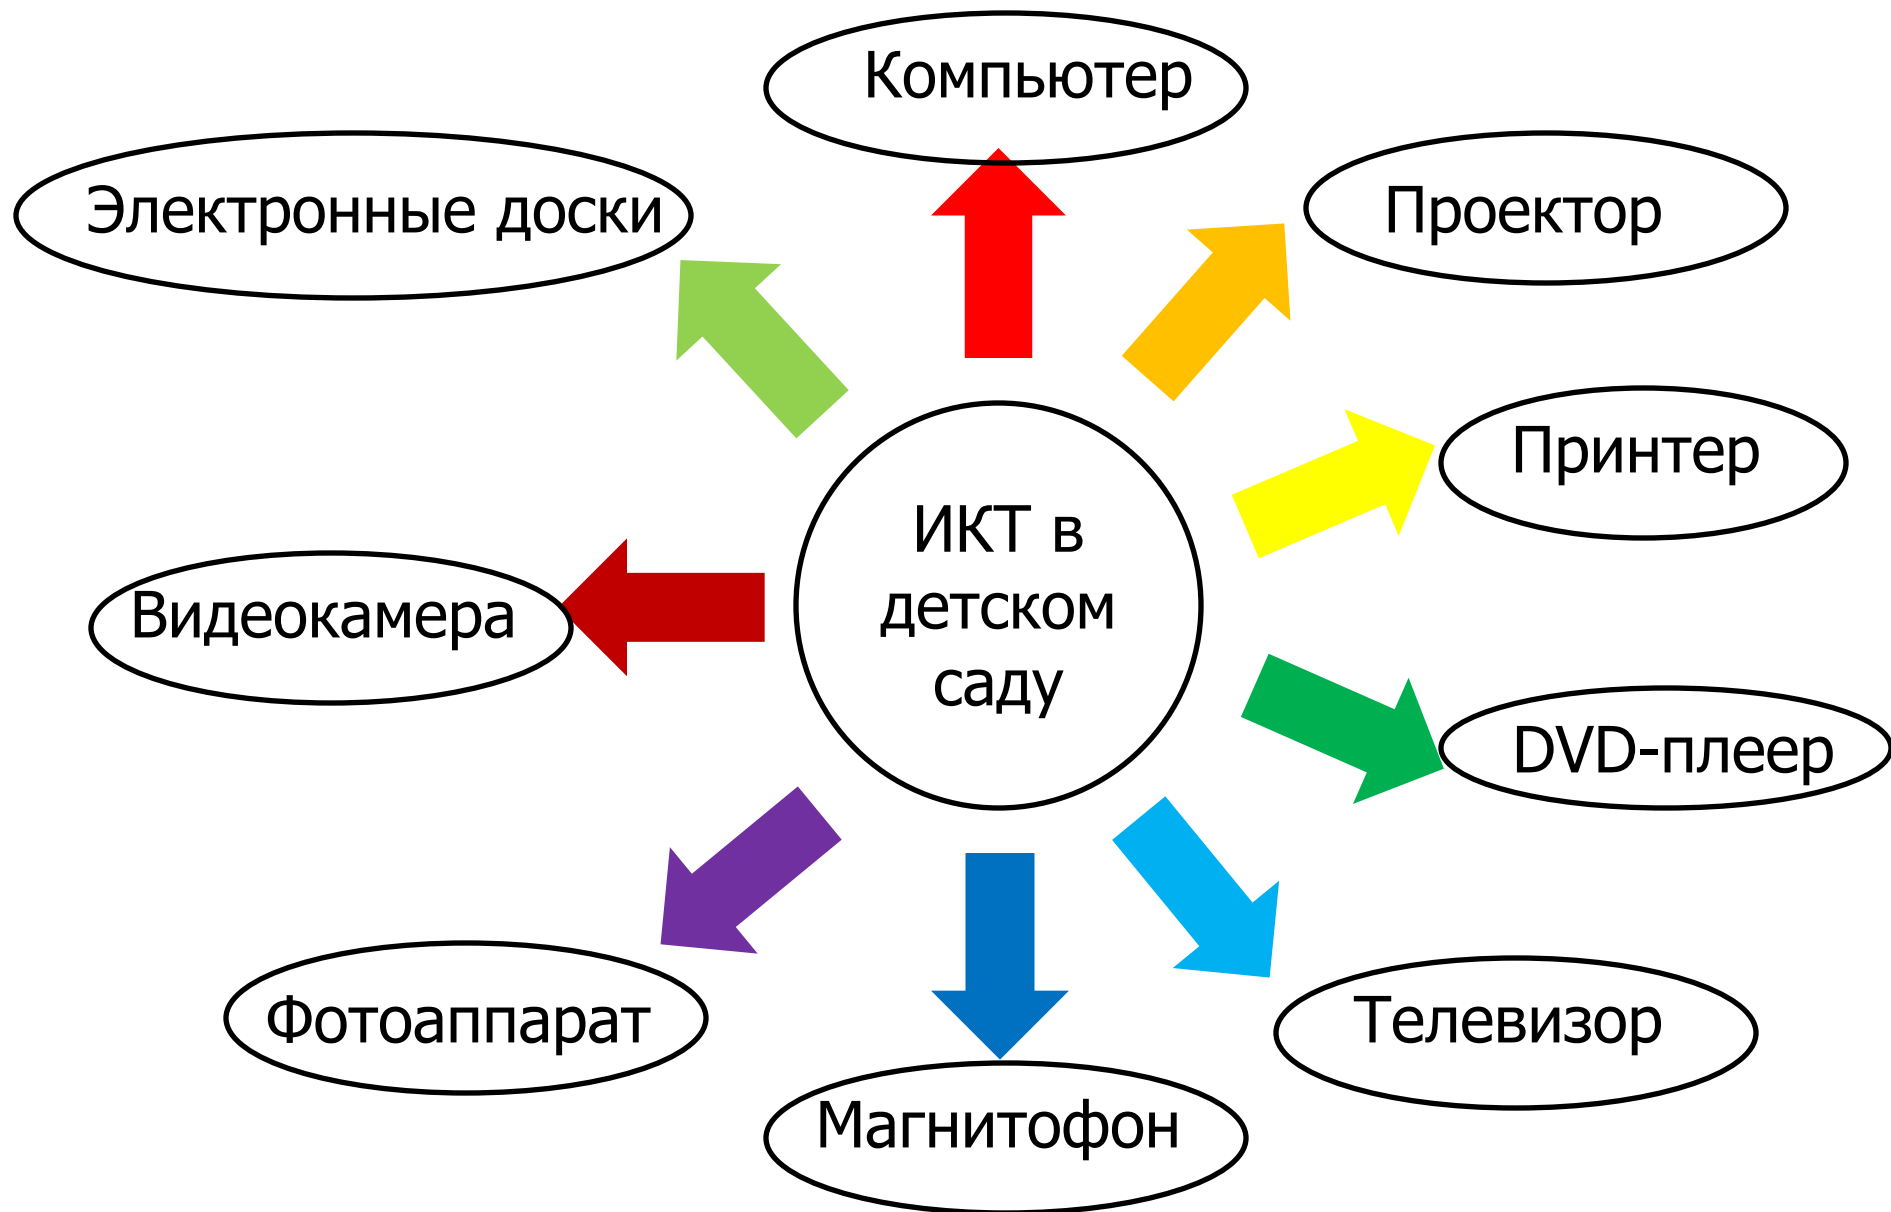 Компьютер
Электронные доски
Проектор
Принтер
ИКТ в
детском
саду
Видеокамера
DVD-плеер
Фотоаппарат
Телевизор
Магнитофон